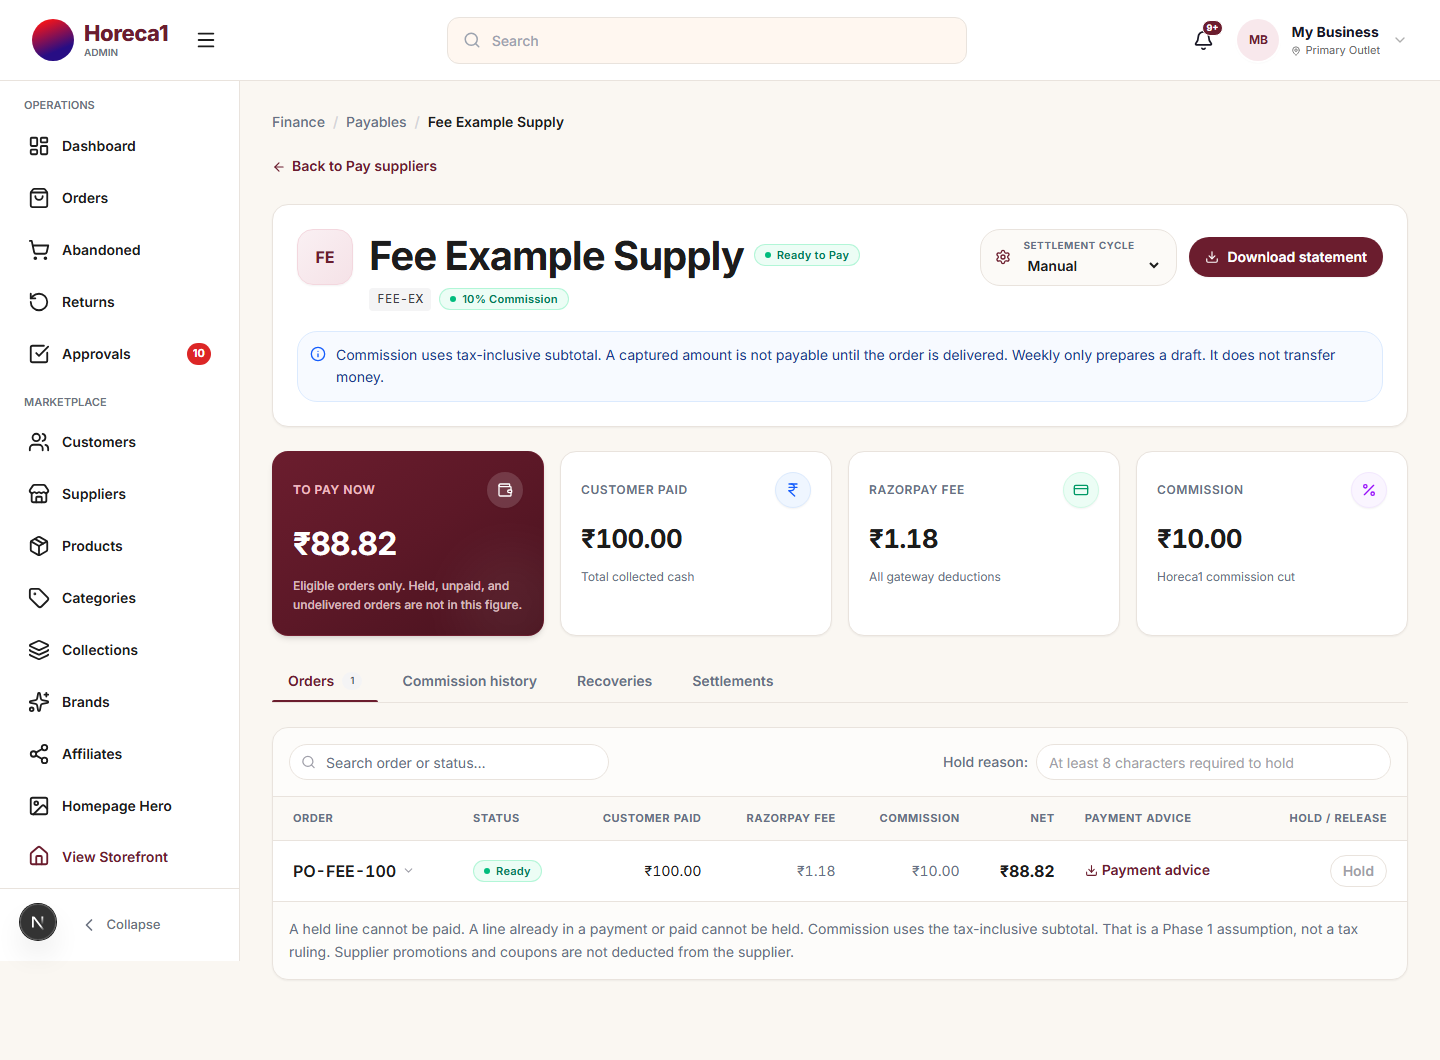 Horeca1
ADMIN
Search
9+
MB
My Business
Primary Outlet
OPERATIONS
Dashboard
Orders
Abandoned
Returns
Approvals
10
MARKETPLACE
Customers
Suppliers
Products
Categories
Collections
Brands
Affiliates
Homepage Hero
View Storefront
N
Collapse
Finance / Payables / Fee Example Supply
Back to Pay suppliers
FE
Fee Example Supply
Ready to Pay
FEE-EX
10% Commission
SETTLEMENT CYCLE
Manual
Download statement
Commission uses tax-inclusive subtotal. A captured amount is not payable until the order is delivered. Weekly only prepares a draft. It does not transfer
money.
TO PAY NOW
₹88.82
Eligible orders only. Held, unpaid, and
undelivered orders are not in this figure.
CUSTOMER PAID
₹
₹100.00
Total collected cash
RAZORPAY FEE
₹1.18
All gateway deductions
COMMISSION
%
₹10.00
Horeca1 commission cut
Orders 1
Commission history
Recoveries
Settlements
Search order or status...
Hold reason:
At least 8 characters required to hold
ORDER STATUS CUSTOMER PAID RAZORPAY FEE COMMISSION NET PAYMENT ADVICE HOLD / RELEASE
PO-FEE-100 Ready ₹100.00 ₹1.18 ₹10.00 ₹88.82 Payment advice Hold
A held line cannot be paid. A line already in a payment or paid cannot be held. Commission uses the tax-inclusive subtotal. That is a Phase 1 assumption, not a tax
ruling. Supplier promotions and coupons are not deducted from the supplier.